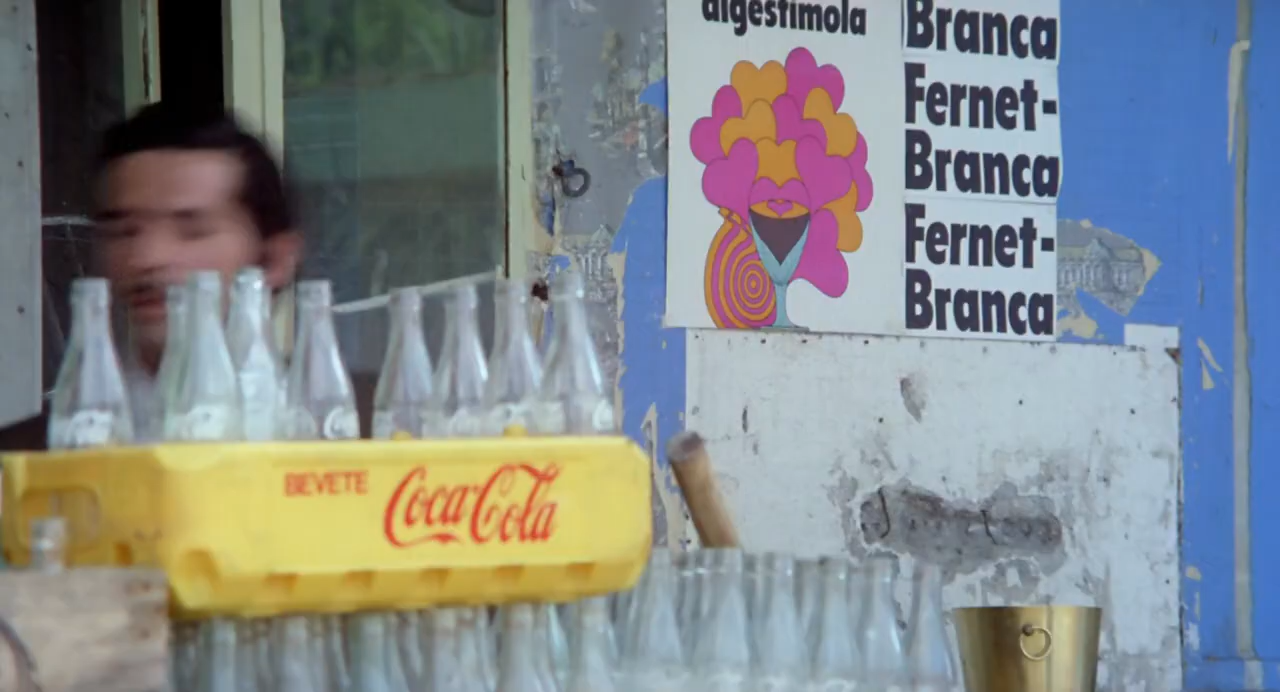 digestimola
Branca
Fernet-
Branca
Fernet-
Branca
BEVETE
Coca-Cola